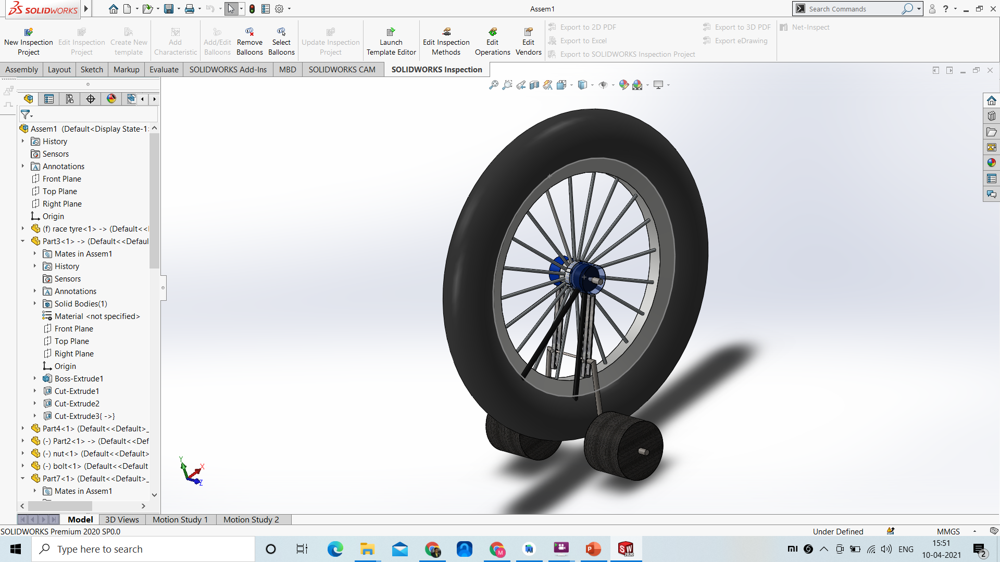 SOLIDWORKS
Assem1
Search Commands
New Inspection Project
Edit Inspection Project
Create New template
Add Characteristic
Add/Edit Balloons
Remove Balloons
Select Balloons
Update Inspection Project
Launch Template Editor
Edit Inspection Methods
Edit Operations
Edit Vendors
Export to 2D PDF
Export to Excel
Export to SOLIDWORKS Inspection Project
Export to 3D PDF
Export eDrawing
Net-Inspect
Assembly
Layout
Sketch
Markup
Evaluate
SOLIDWORKS Add-Ins
MBD
SOLIDWORKS CAM
SOLIDWORKS Inspection
Assem1 (Default<Display State-1
History
Sensors
Annotations
Front Plane
Top Plane
Right Plane
Origin
(f) race tyre<1> -> (Default<<
Part3<1> -> (Default<<Defaul
Mates in Assem1
History
Sensors
Annotations
Solid Bodies(1)
Material <not specified>
Front Plane
Top Plane
Right Plane
Origin
Boss-Extrude1
Cut-Extrude1
Cut-Extrude2
Cut-Extrude3{ ->}
Part4<1> (Default<<Default>_
(-) Part2<1> -> (Default<<Def
(-) nut<1> (Default<<Default>
(-) bolt<1> (Default<<Default
Part7<1> (Default<<Default>_
Mates in Assem1
Y
X
Z
Model
3D Views
Motion Study 1
Motion Study 2
SOLIDWORKS Premium 2020 SP0.0
Under Defined
MMGS
Type here to search
SW
2020
ENG
15:51
10-04-2021
2